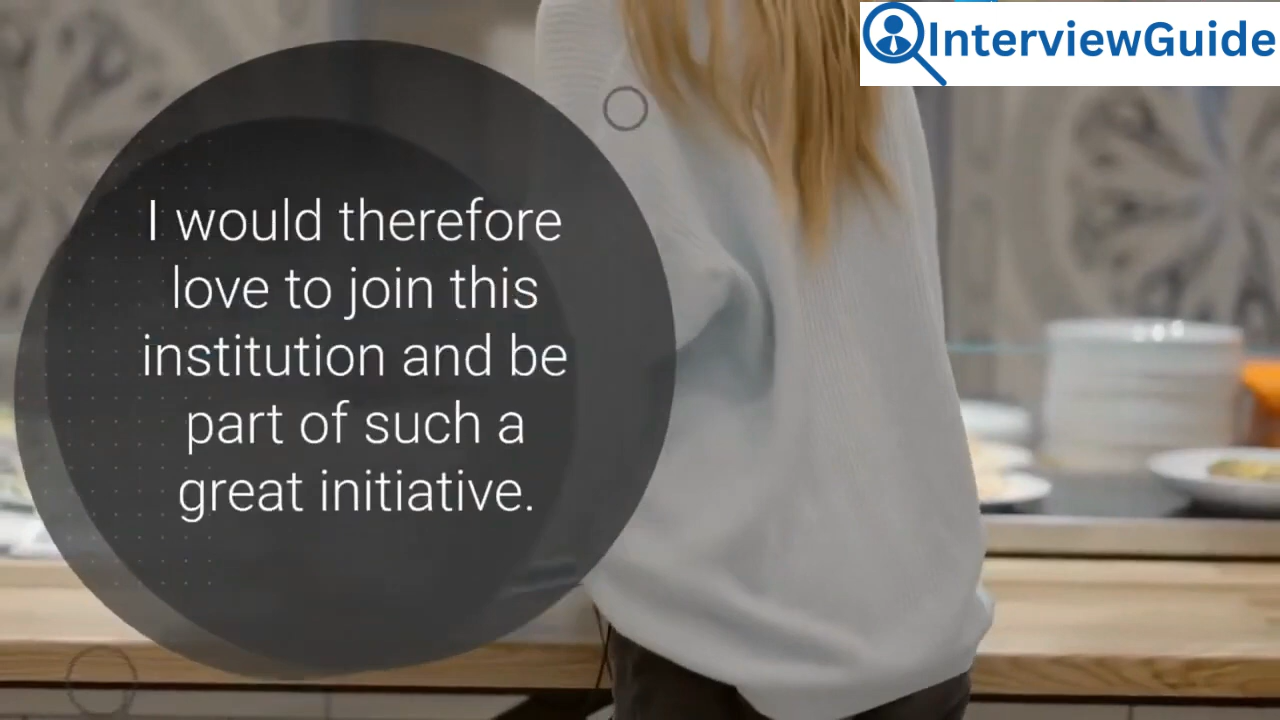 InterviewGuide
I would therefore
love to join this
institution and be
part of such a
great initiative.